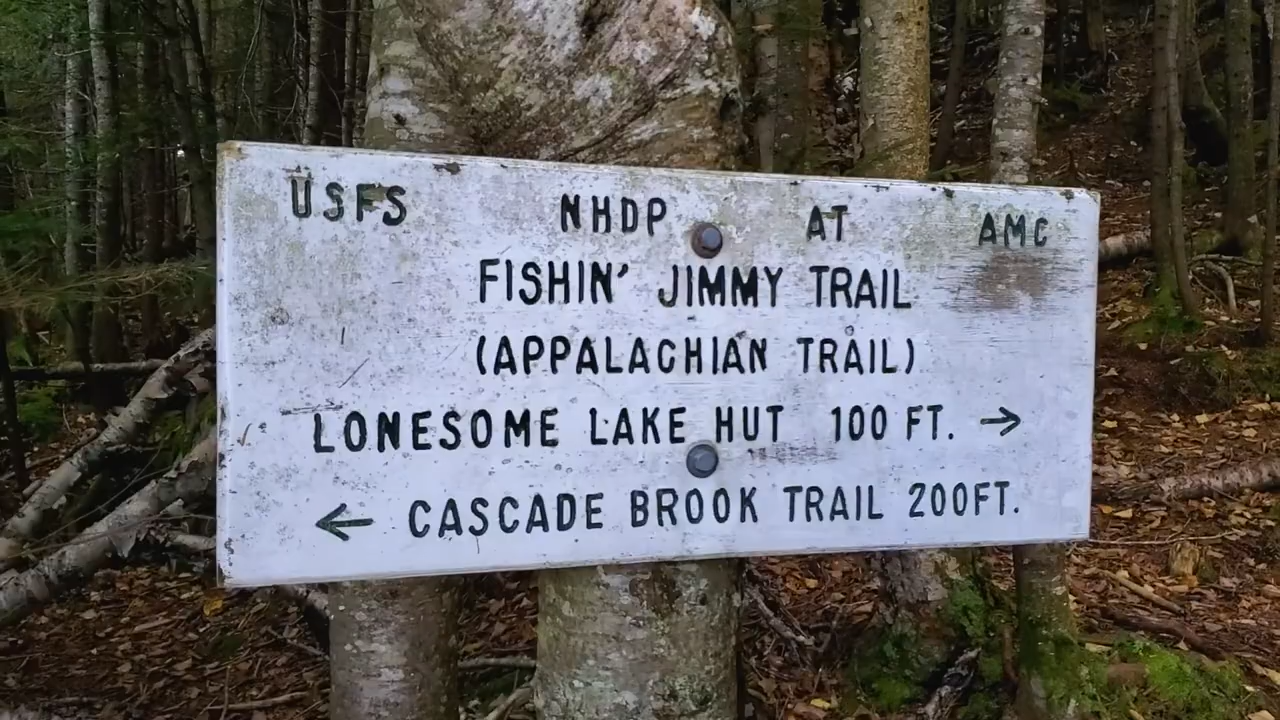 USFS NHDP AT AMC
FISHIN' JIMMY TRAIL
(APPALACHIAN TRAIL)
LONESOME LAKE HUT 100 FT. →
← CASCADE BROOK TRAIL 200FT.